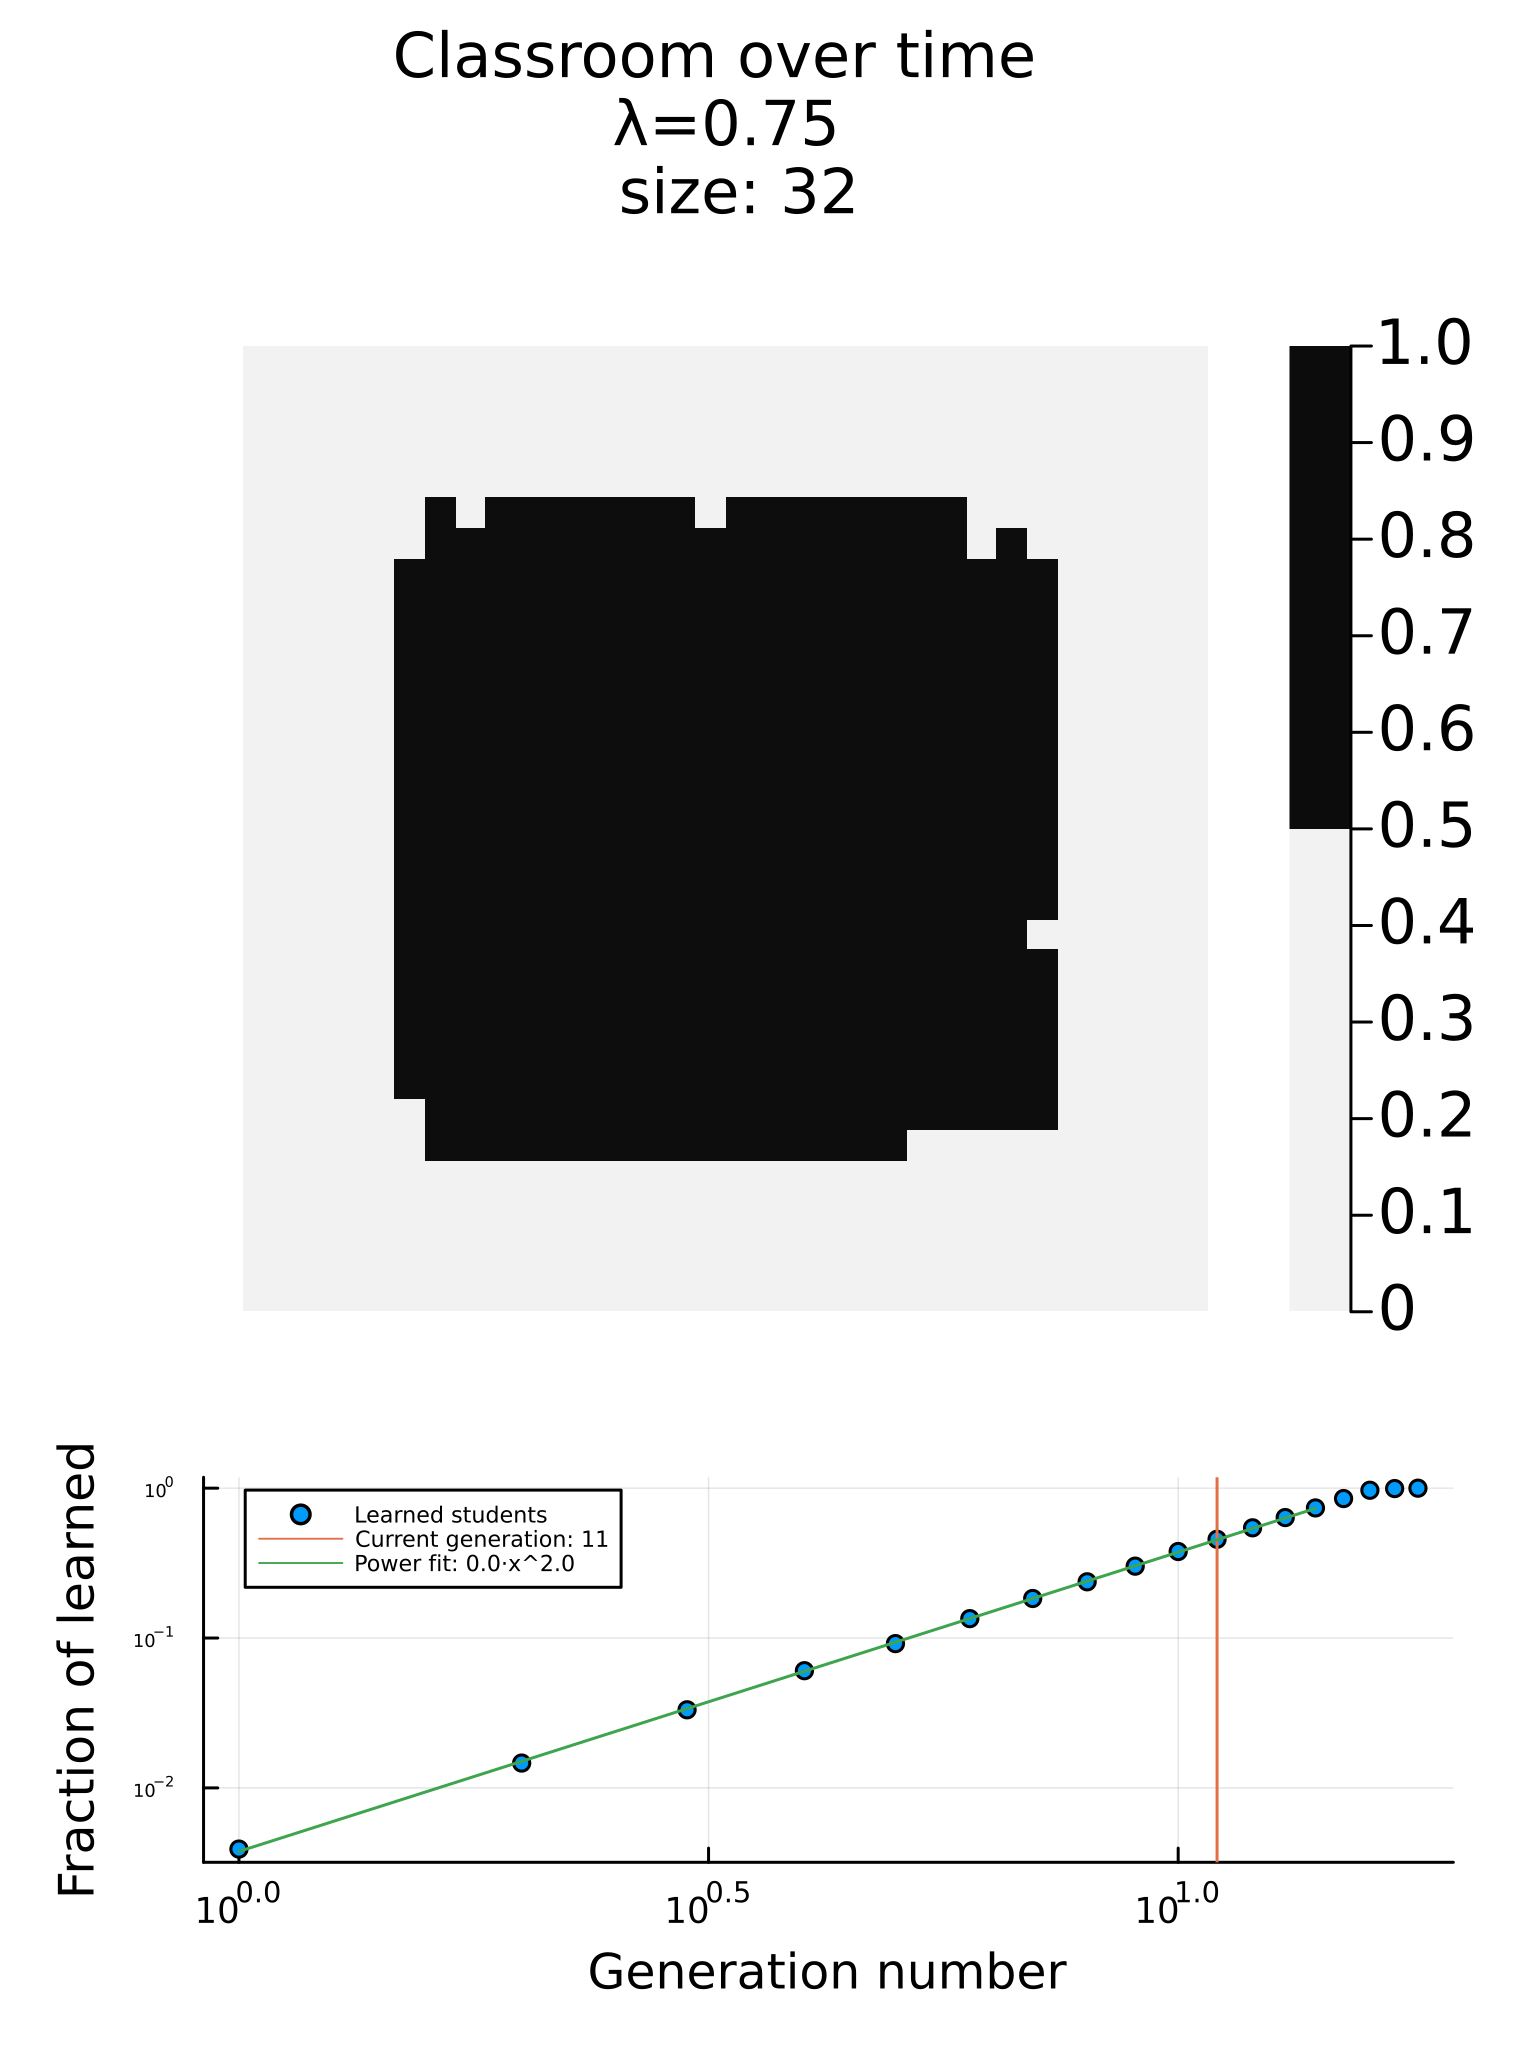 Classroom over time
λ=0.75
size: 32
1.0
0.9
0.8
0.7
0.6
0.5
0.4
0.3
0.2
0.1
0
Fraction of learned
10⁰
10⁻¹
10⁻²
Learned students
Current generation: 11
Power fit: 0.0·x^2.0
10^0.0
10^0.5
10^1.0
Generation number